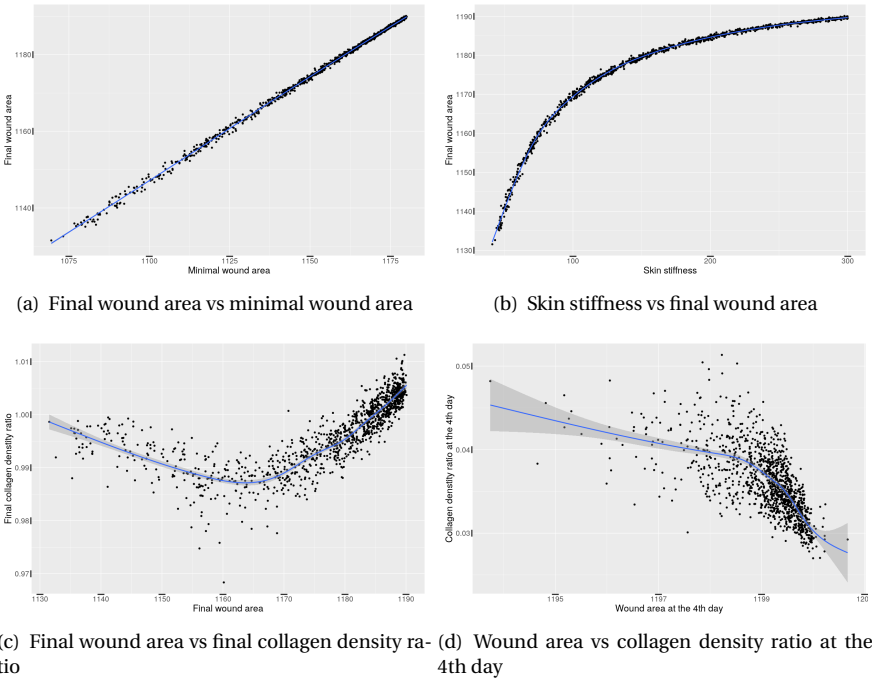 1180
1160
1140
Final wound area
1075 1100 1125 1150 1175
Minimal wound area
(a) Final wound area vs minimal wound area
1190
1180
1170
1160
1150
1140
1130
Final wound area
100 200 300
Skin stiffness
(b) Skin stiffness vs final wound area
1.01
1.00
0.99
0.98
0.97
Final collagen density ratio
1130 1140 1150 1160 1170 1180 1190
Final wound area
(c) Final wound area vs final collagen density ra-
tio
0.05
0.04
0.03
Collagen density ratio at the 4th day
1195 1197 1199 120
Wound area at the 4th day
(d) Wound area vs collagen density ratio at the
4th day